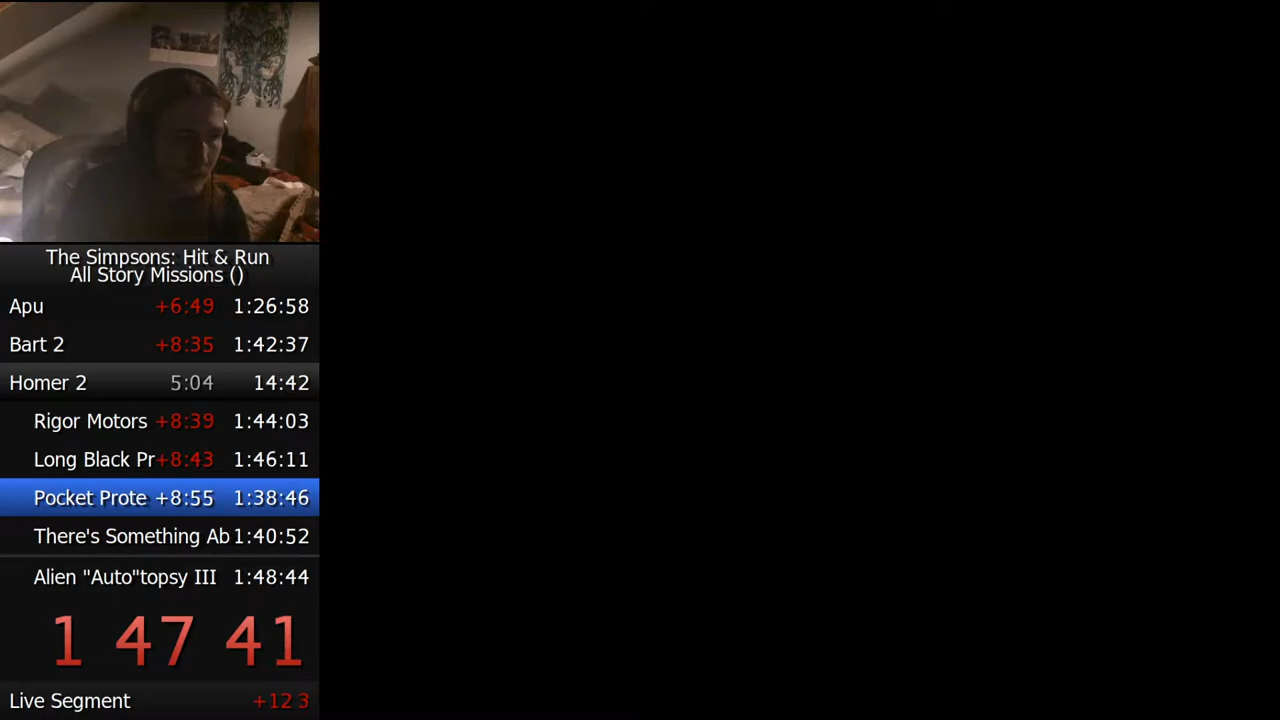 The Simpsons: Hit & Run
All Story Missions ()
Apu +6:49 1:26:58
Bart 2 +8:35 1:42:37
Homer 2 5:04 14:42
Rigor Motors +8:39 1:44:03
Long Black Pr +8:43 1:46:11
Pocket Prote +8:55 1:38:46
There's Something Ab 1:40:52
Alien "Auto"topsy III 1:48:44
1 47 41
Live Segment +12 3